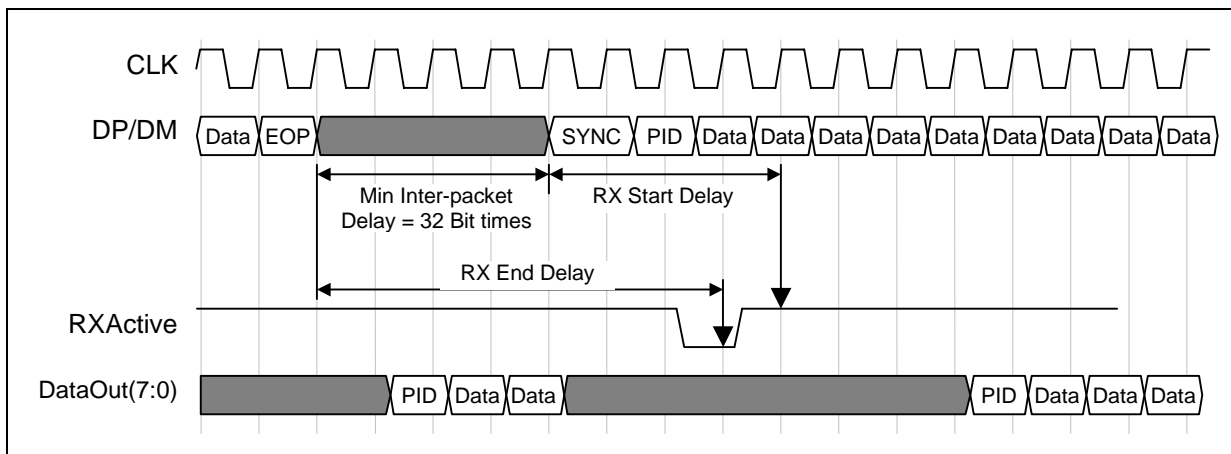 CLK
DP/DM
Data EOP SYNC PID Data Data Data Data Data Data Data Data Data
Min Inter-packet
Delay = 32 Bit times
RX Start Delay
RX End Delay
RXActive
DataOut(7:0)
PID Data Data PID Data Data Data